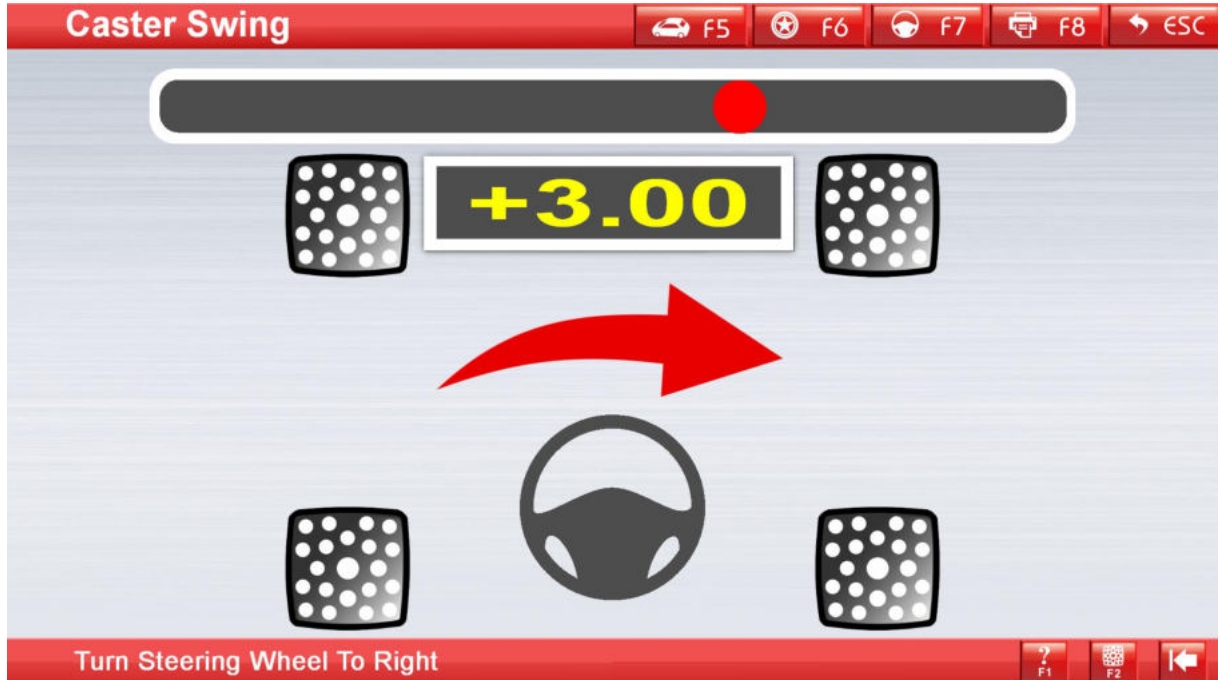 Caster Swing
F5
F6
F7
F8
ESC
+3.00
Turn Steering Wheel To Right
?
F1
F2